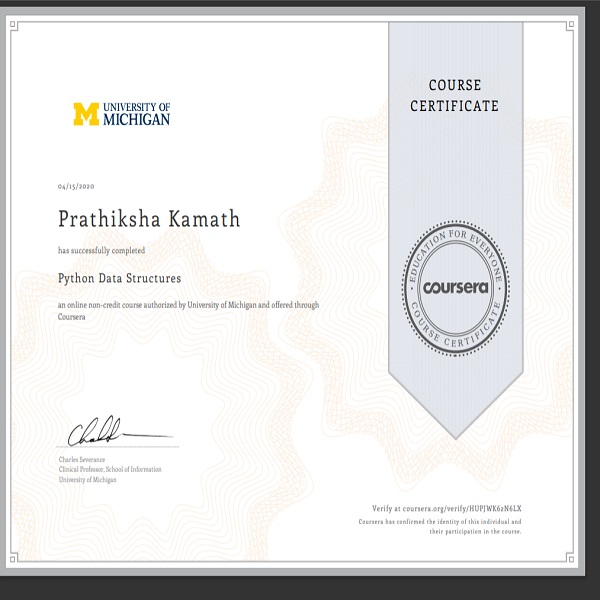 COURSE
CERTIFICATE
UNIVERSITY OF
MICHIGAN
04/15/2020
Prathiksha Kamath
has successfully completed
Python Data Structures
an online non-credit course authorized by University of Michigan and offered through
Coursera
EDUCATION FOR EVERYONE
coursera
COURSE CERTIFICATE
Charles Severance
Clinical Professor, School of Information
University of Michigan
Verify at coursera.org/verify/HUPJWK62N6LX
Coursera has confirmed the identity of this individual and
their participation in the course.